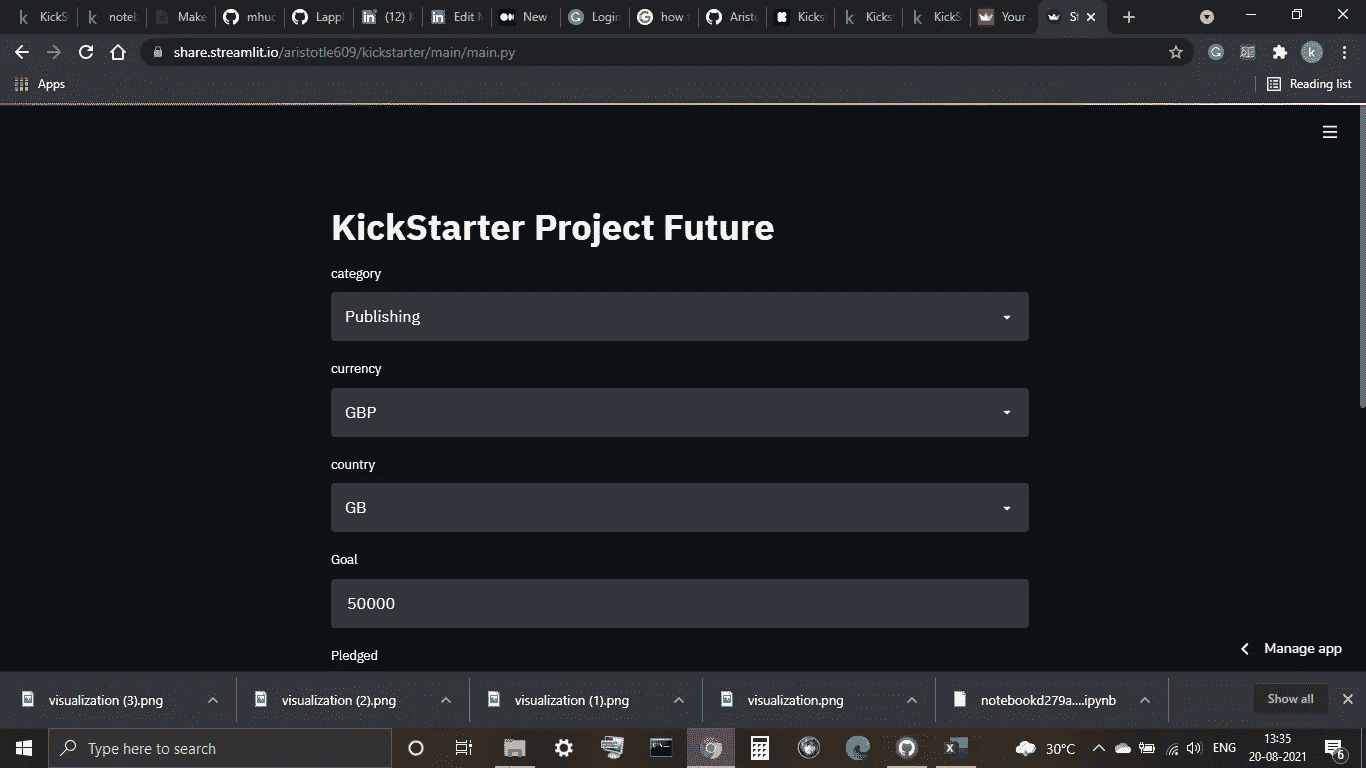 KickS
notel
Make
mhuc
Lappl
(12) K
Edit M
New
Login
how t
Aristo
Kicks
Kicks
KickS
Your
St
share.streamlit.io/aristotle609/kickstarter/main/main.py
k
Apps
Reading list
KickStarter Project Future
category
Publishing
currency
GBP
country
GB
Goal
50000
Pledged
Manage app
visualization (3).png
visualization (2).png
visualization (1).png
visualization.png
notebookd279a....ipynb
Show all
Type here to search
30°C
ENG
13:35
20-08-2021
6